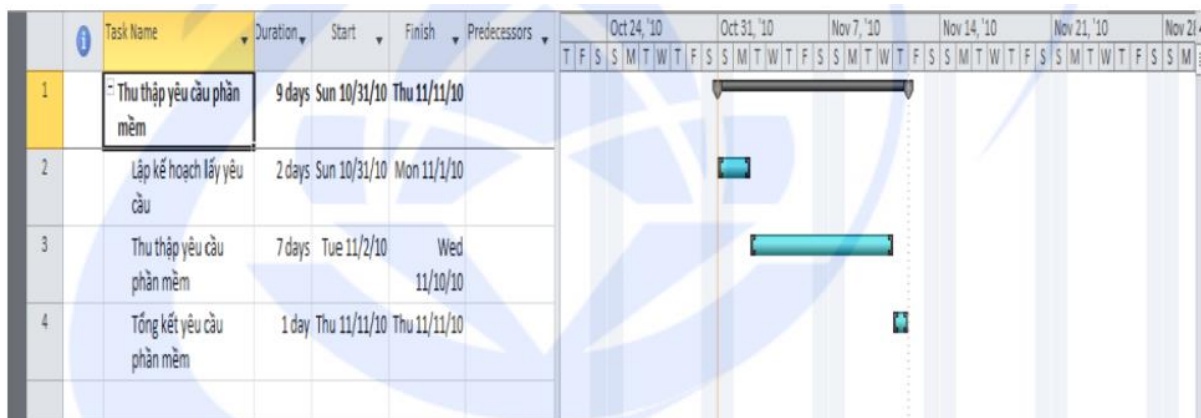 Task Name Duration Start Finish Predecessors Oct 24, '10 Oct 31, '10 Nov 7, '10 Nov 14, '10 Nov 21, '10 Nov 2
T F S S M T W T F S S M T W T F S S M T W T F S S M T W T F S S M T W T F S S M
1 Thu thập yêu cầu phần 9 days Sun 10/31/10 Thu 11/11/10
mềm
2 Lập kế hoạch lấy yêu 2 days Sun 10/31/10 Mon 11/1/10
cầu
3 Thu thập yêu cầu 7 days Tue 11/2/10 Wed
phần mềm 11/10/10
4 Tổng kết yêu cầu 1 day Thu 11/11/10 Thu 11/11/10
phần mềm